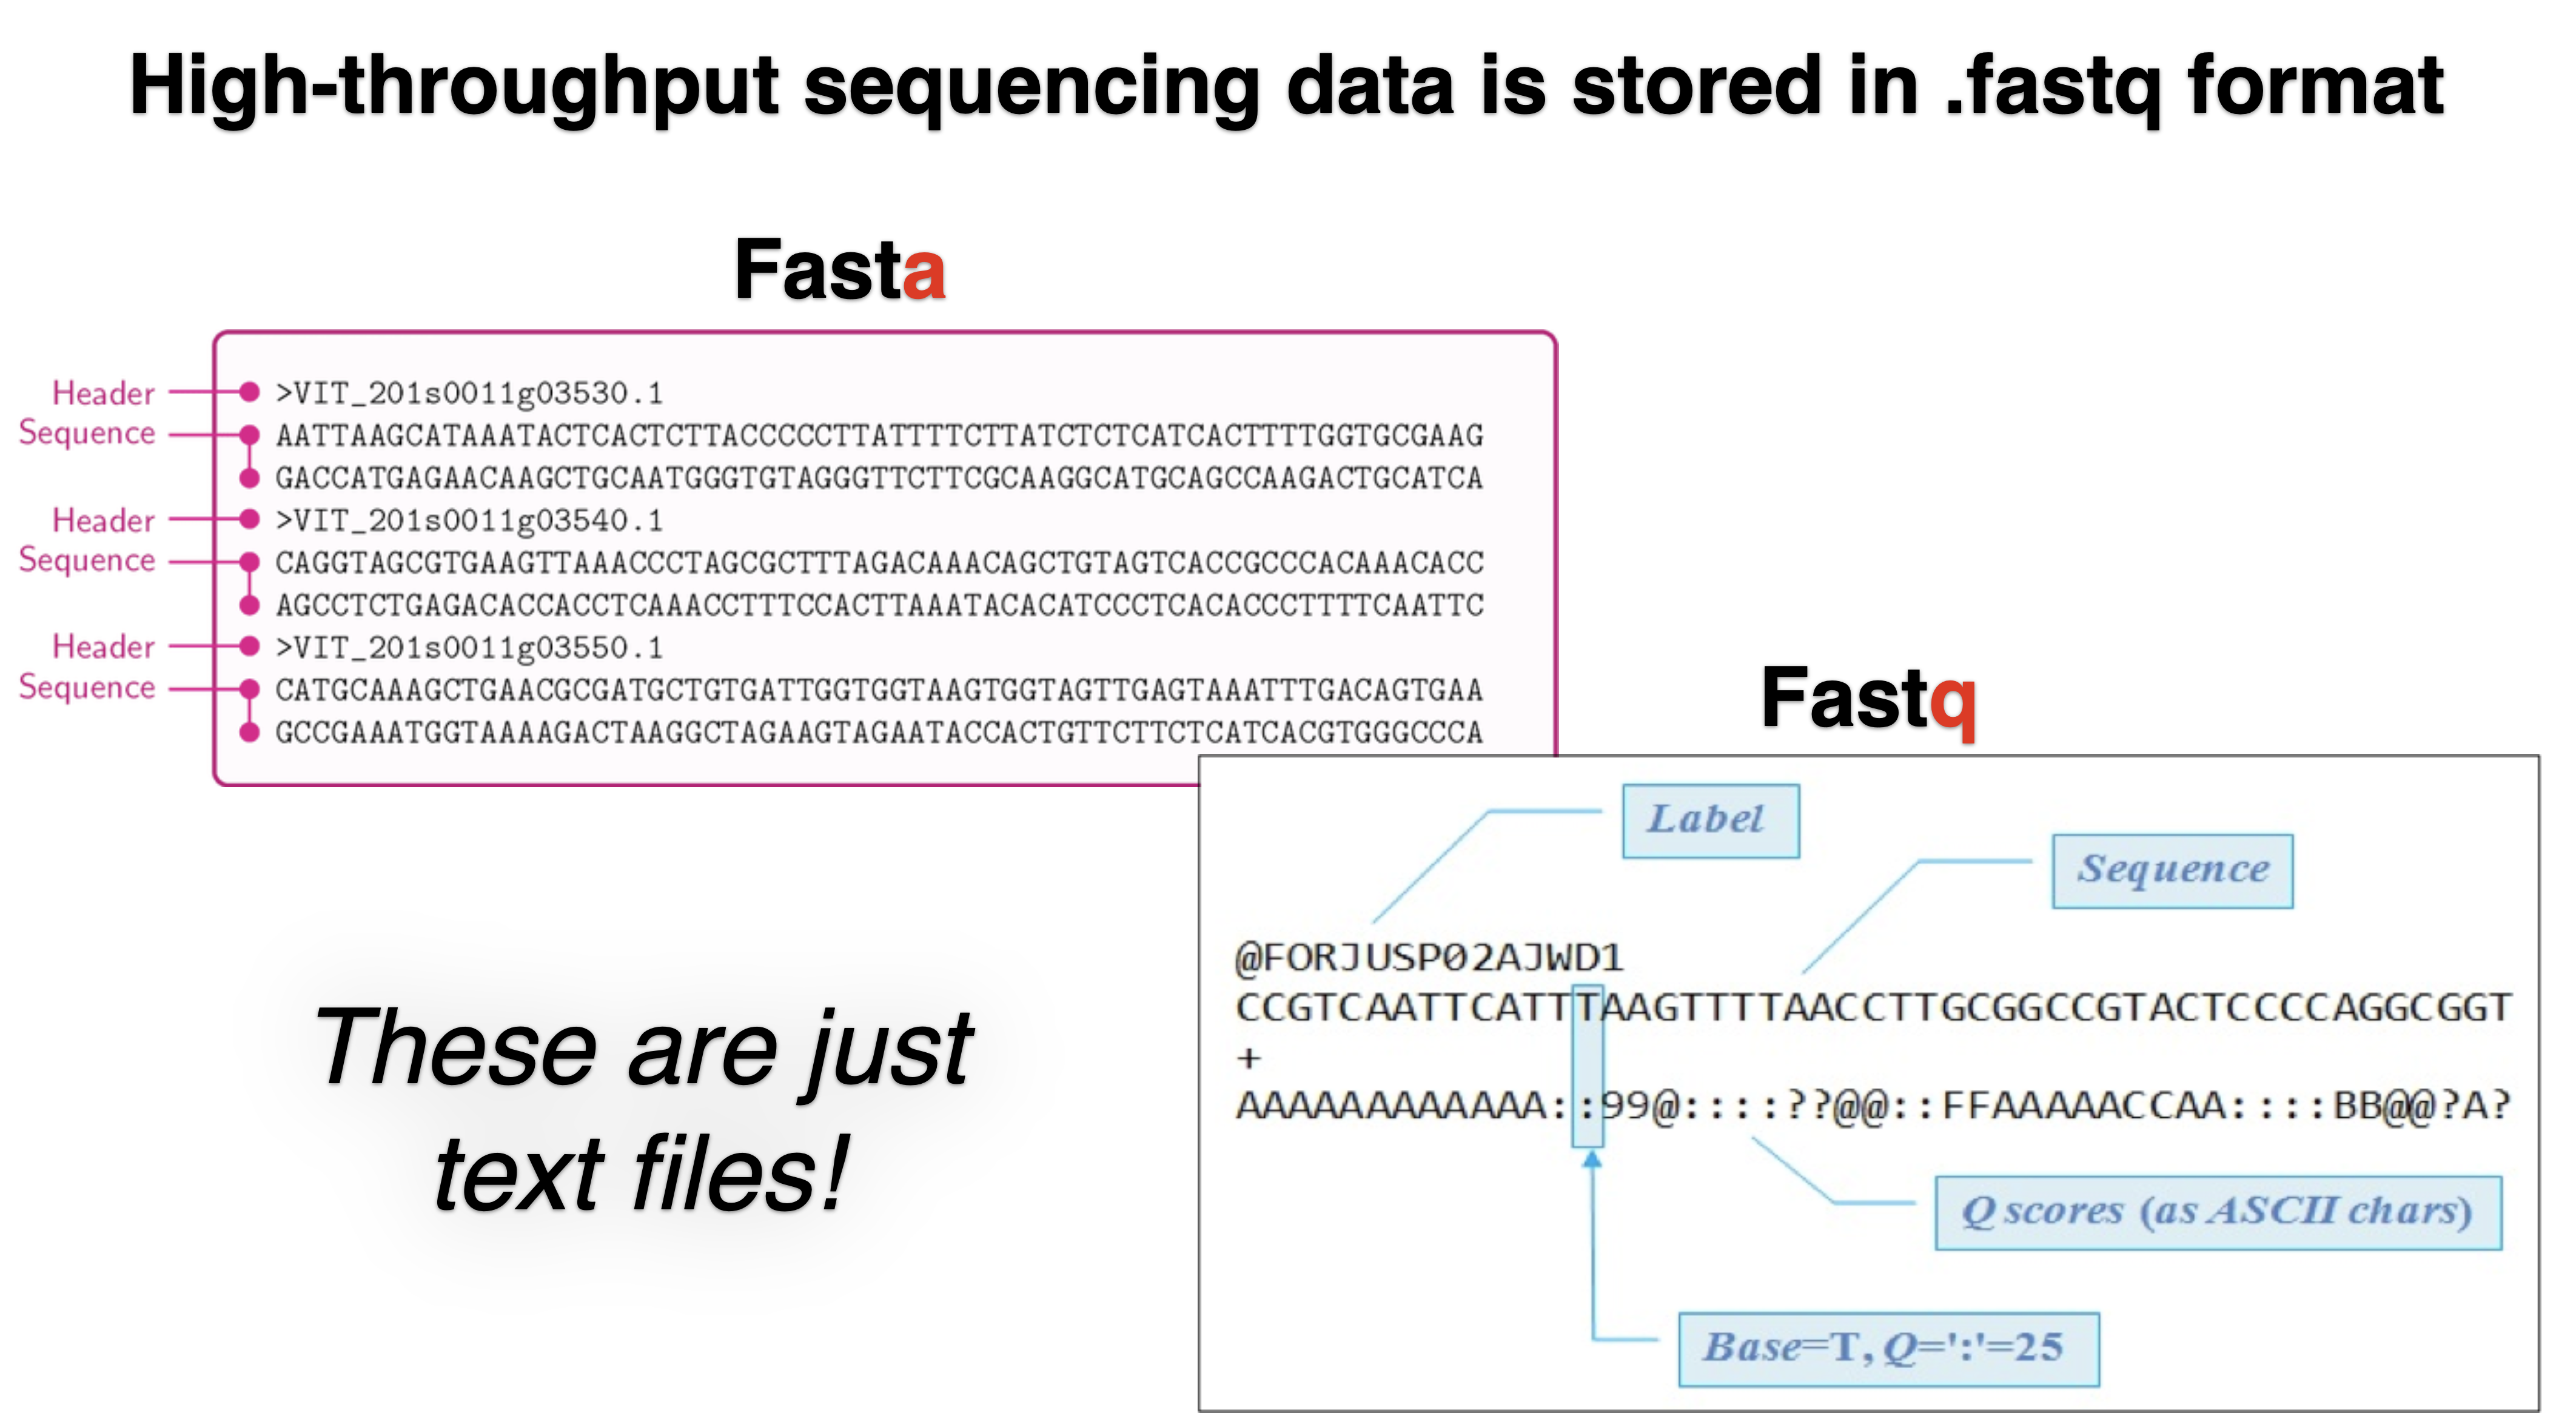 High-throughput sequencing data is stored in .fastq format
Fasta
Header
>VIT_201s0011g03530.1
Sequence
AATTAAGCATAAATACTCACTCTTACCCCCTTATTTTCTTATCTCTCATCACTTTTGGTGCGAAG
GACCATGAGAACAAGCTGCAATGGGTGTAGGGTTCTTCGCAAGGCATGCAGCCAAGACTGCATCA
Header
>VIT_201s0011g03540.1
Sequence
CAGGTAGCGTGAAGTTAAACCCTAGCGCTTTAGACAAACAGCTGTAGTCACCGCCCACAAACACC
AGCCTCTGAGACACCACCTCAAACCTTTCCACTTAAATACACATCCCTCACACCCTTTTCAATTC
Header
>VIT_201s0011g03550.1
Sequence
CATGCAAAGCTGAACGCGATGCTGTGATTGGTGGTAAGTGGTAGTTGAGTAAATTTGACAGTGAA
GCCGAAATGGTAAAAGACTAAGGCTAGAAGTAGAATACCACTGTTCTTCTCATCACGTGGGCCCA
Fastq
Label
Sequence
@FORJUSP02AJWD1
CCGTCAATTCATTTAAGTTTTAACCTTGCGGCCGTACTCCCCAGGCGGT
+
AAAAAAAAAAAA::99@::::??@@::FFAAAAACCAA::::BB@@?A?
Q scores (as ASCII chars)
Base=T, Q=':'=25
These are just
text files!